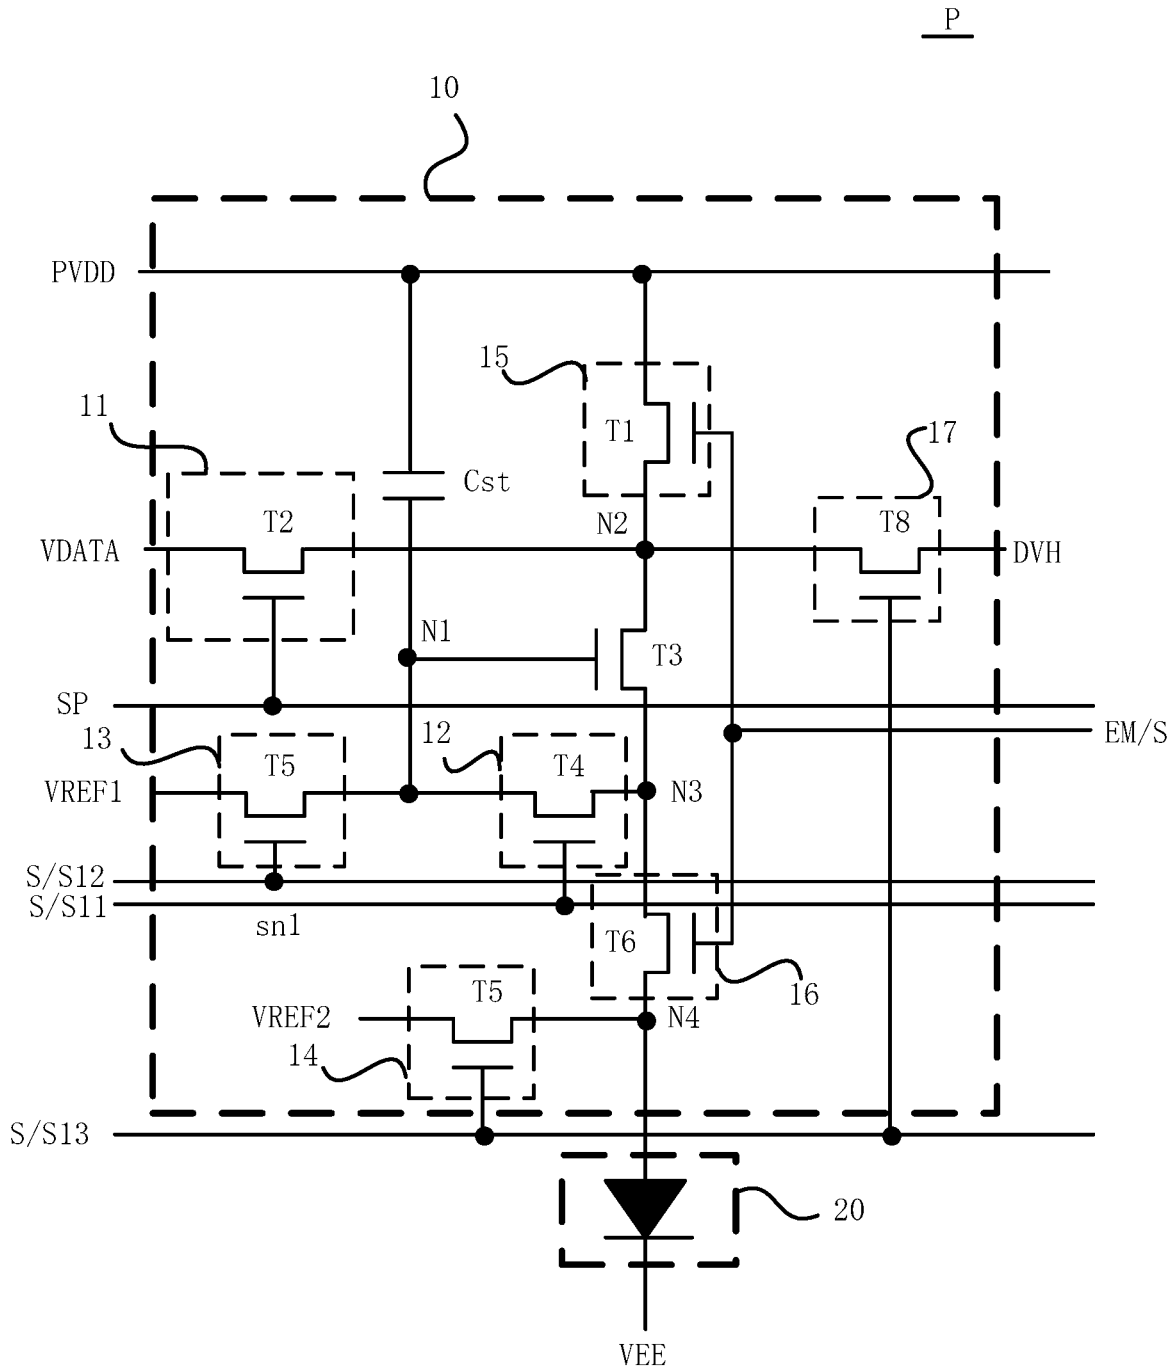 P
10
PVDD
15
T1
11
17
Cst
T2
N2
T8
VDATA
DVH
N1
T3
SP
EM/S
13
12
T5
T4
VREF1
N3
S/S12
S/S11
sn1
T6
T5
16
VREF2
N4
14
S/S13
20
VEE